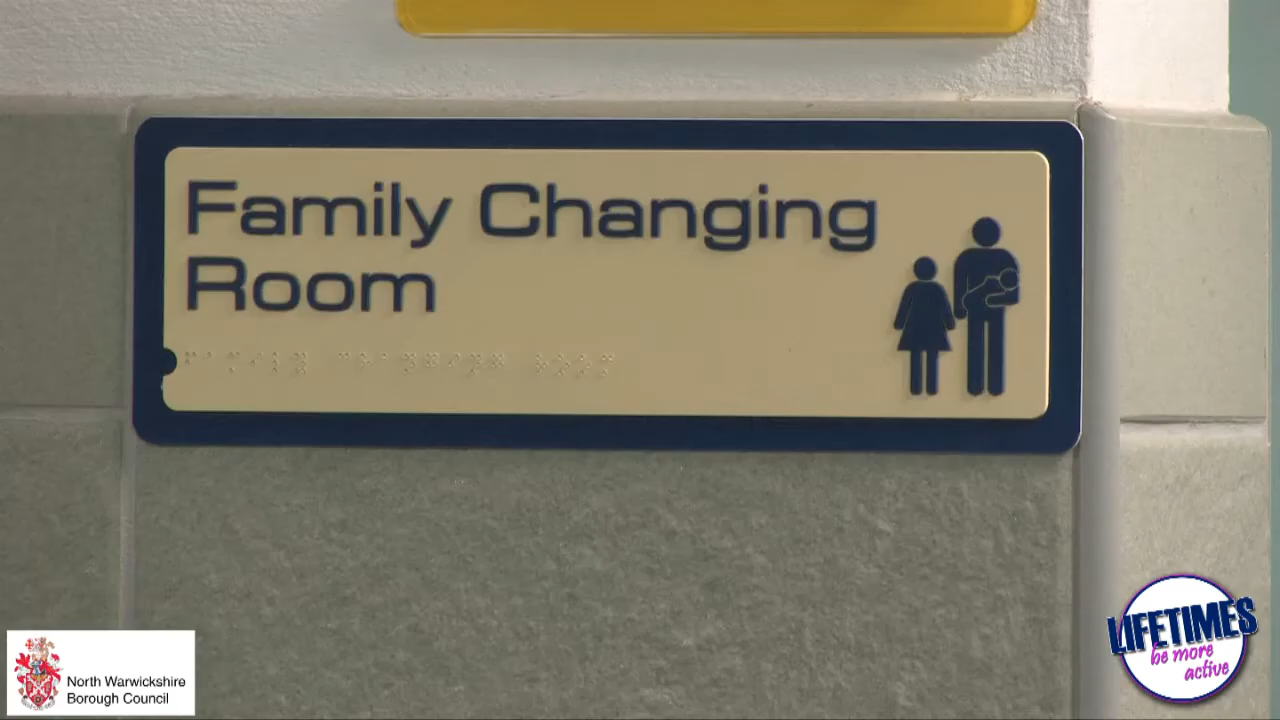 Family Changing
Room
North Warwickshire
Borough Council
LIFETIMES
be more
active